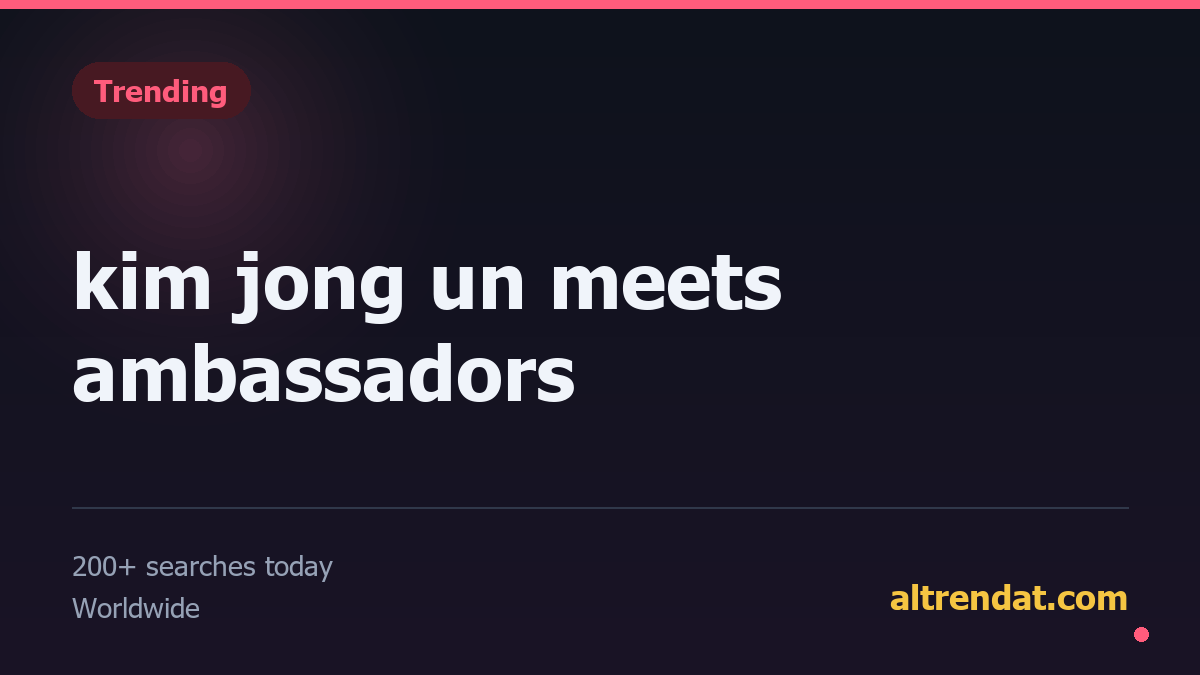 Trending
kim jong un meets
ambassadors
200+ searches today
Worldwide
altrendat.com